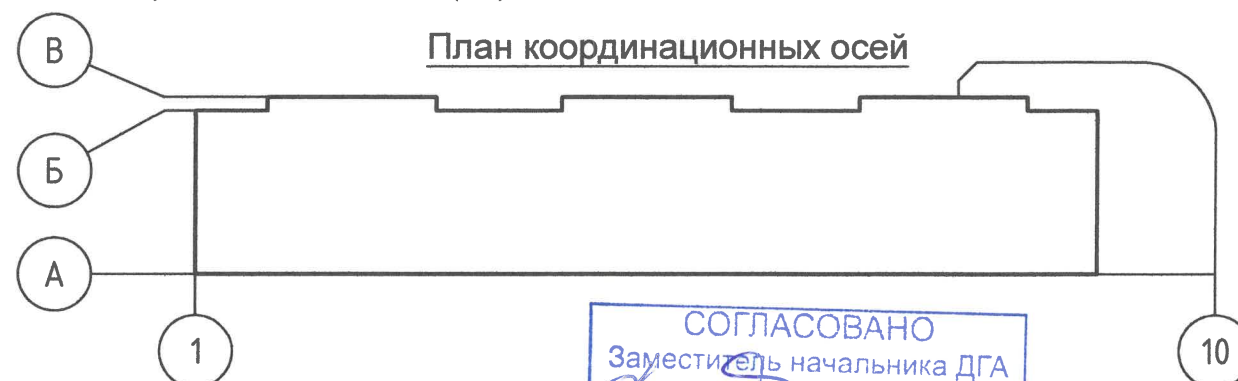 План координационных осей
В
Б
А
1
10
СОГЛАСОВАНО
Заместитель начальника ДГА